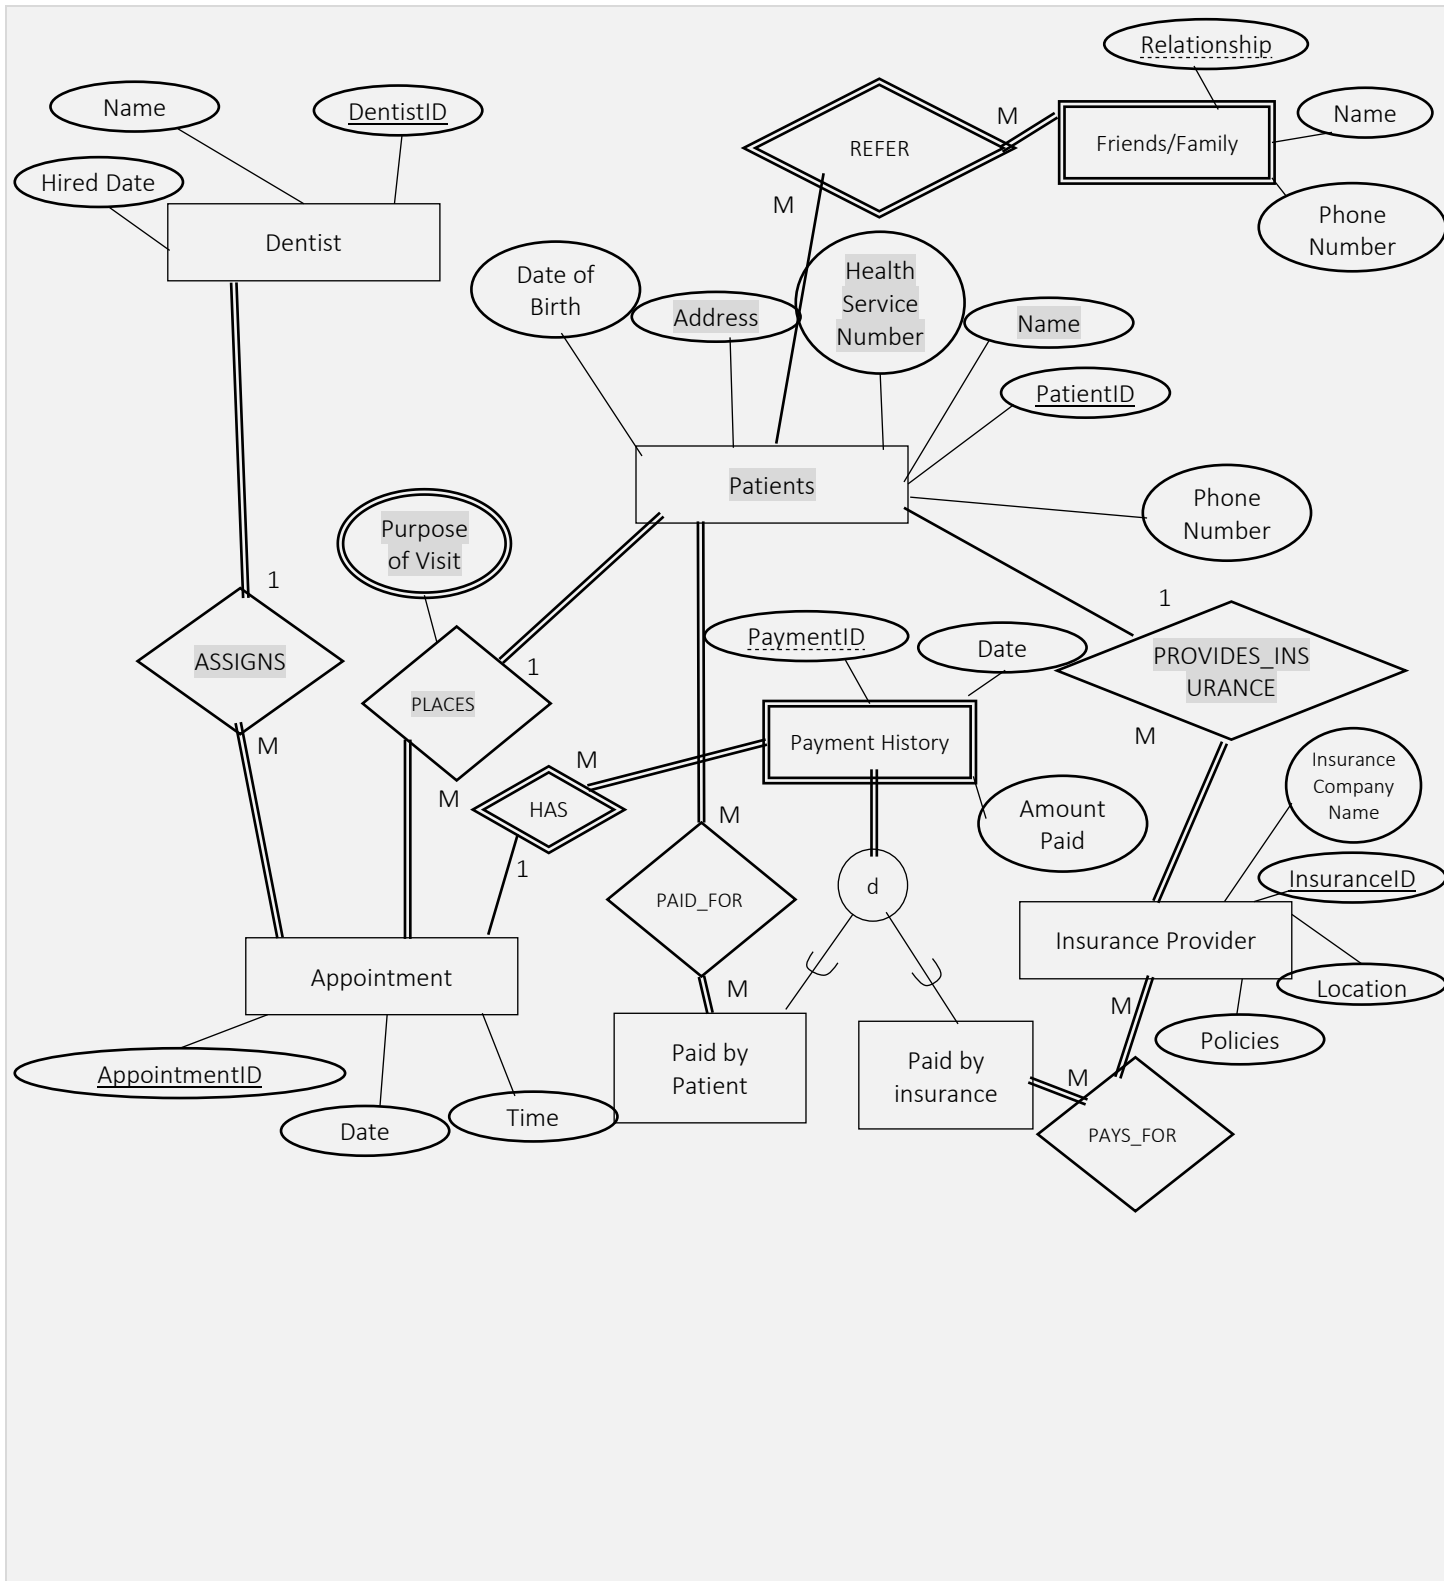 Relationship
Name
DentistID
M
Name
REFER
Friends/Family
Hired Date
M
Phone
Number
Dentist
Date of
Birth
Address
Health
Service
Number
Name
PatientID
Patients
Phone
Number
Purpose
of Visit
1
1
PaymentID
Date
ASSIGNS
1
PROVIDES_INS
URANCE
PLACES
M
M
Payment History
M
Insurance
Company
Name
M
HAS
M
Amount
Paid
1
PAID_FOR
d
InsuranceID
Insurance Provider
Appointment
M
M
Location
Policies
Paid by
Patient
Paid by
insurance
M
AppointmentID
Date
Time
PAYS_FOR